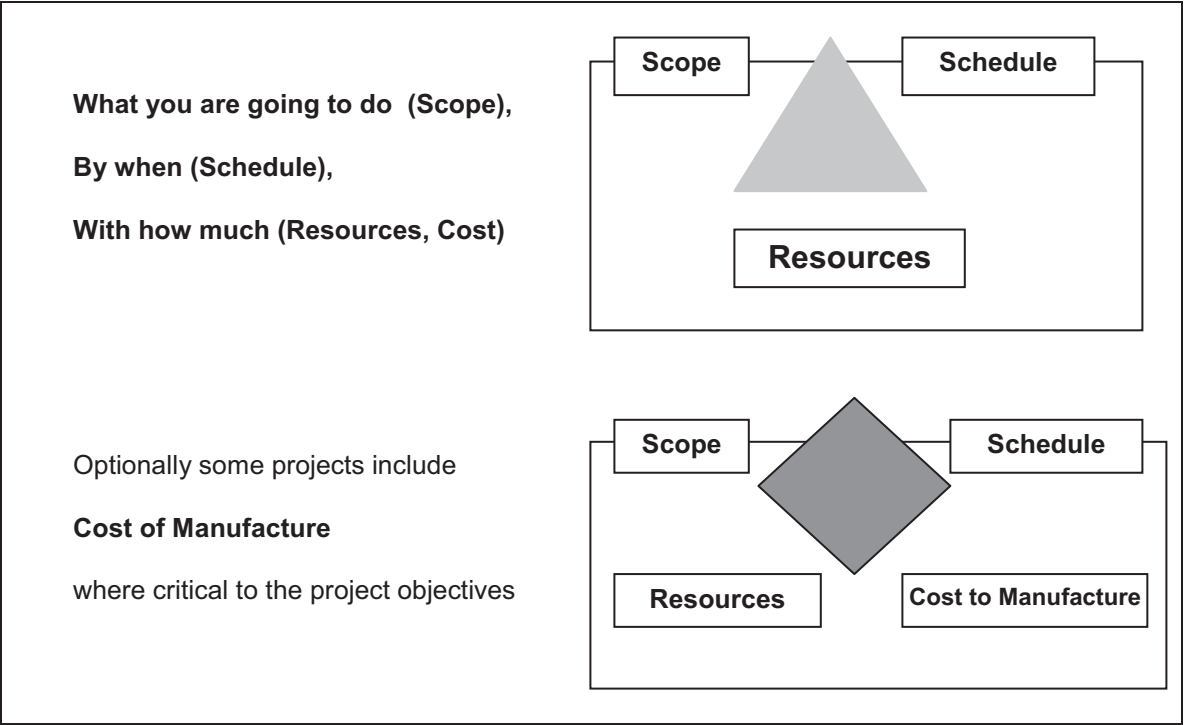 What you are going to do (Scope),
By when (Schedule),
With how much (Resources, Cost)
Scope
Schedule
Resources
Optionally some projects include
Cost of Manufacture
where critical to the project objectives
Scope
Schedule
Resources
Cost to Manufacture